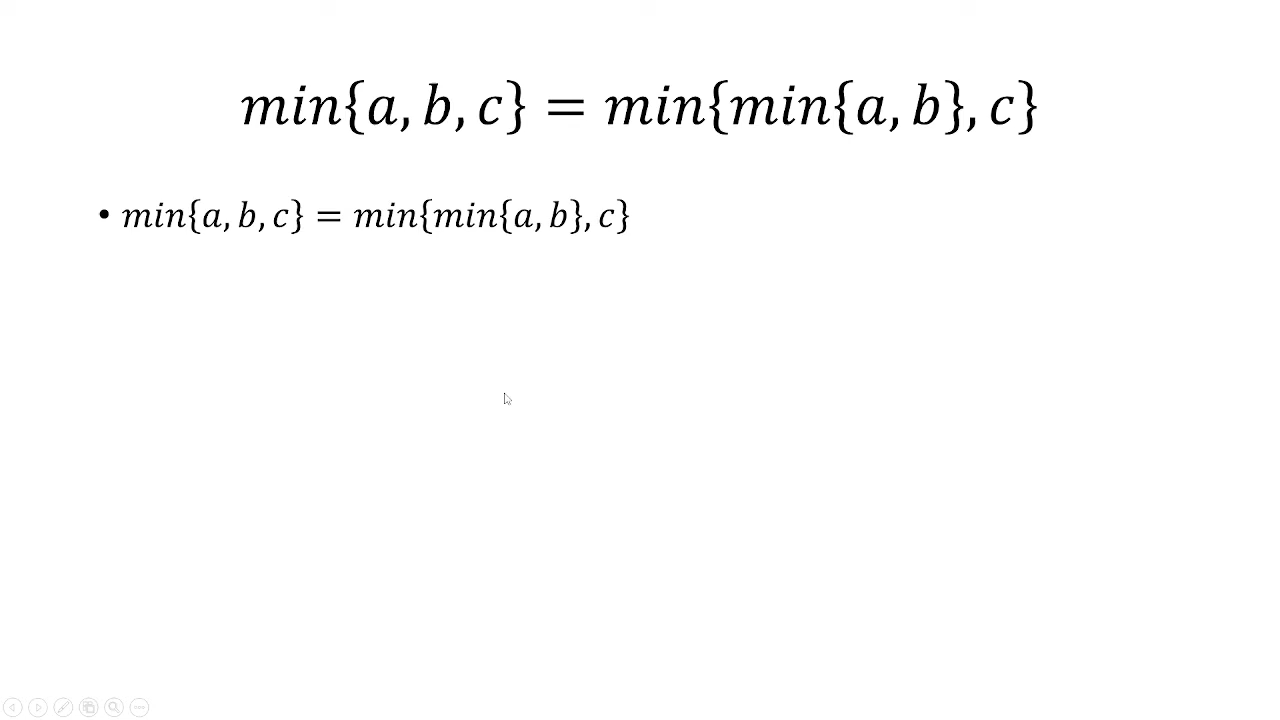 min{a, b, c} = min{min{a, b}, c}
• min{a, b, c} = min{min{a, b}, c}